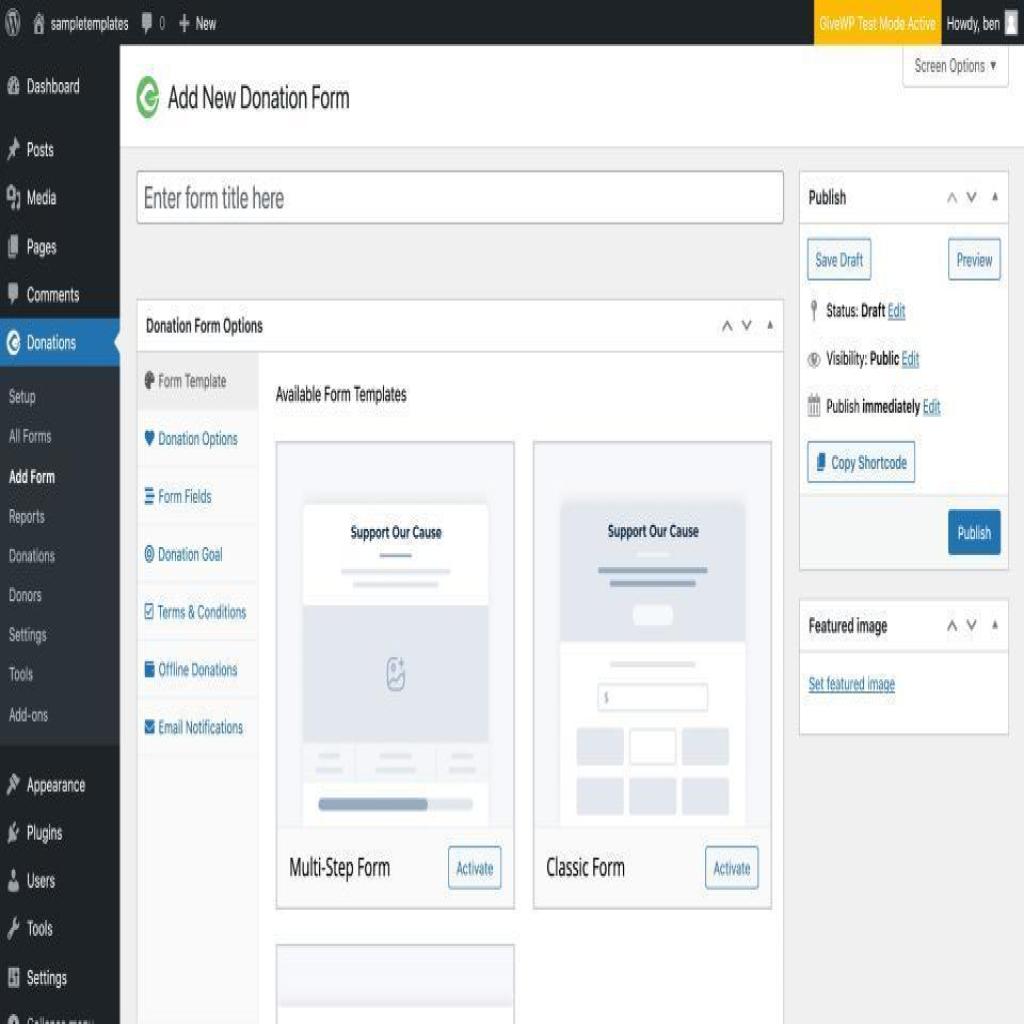 sampletemplates 0 New GiveWP Test Mode Active Howdy, ben
Screen Options ▼
Dashboard
Posts
Media
Pages
Comments
Donations
Setup
All Forms
Add Form
Reports
Donations
Donors
Settings
Tools
Add-ons
Appearance
Plugins
Users
Tools
Settings
Collapse menu
Add New Donation Form
Enter form title here
Donation Form Options
Form Template
Donation Options
Form Fields
Donation Goal
Terms & Conditions
Offline Donations
Email Notifications
Available Form Templates
Support Our Cause
Multi-Step Form Activate
Support Our Cause
$
Classic Form Activate
Publish
Save Draft Preview
Status: Draft Edit
Visibility: Public Edit
Publish immediately Edit
Copy Shortcode
Publish
Featured image
Set featured image